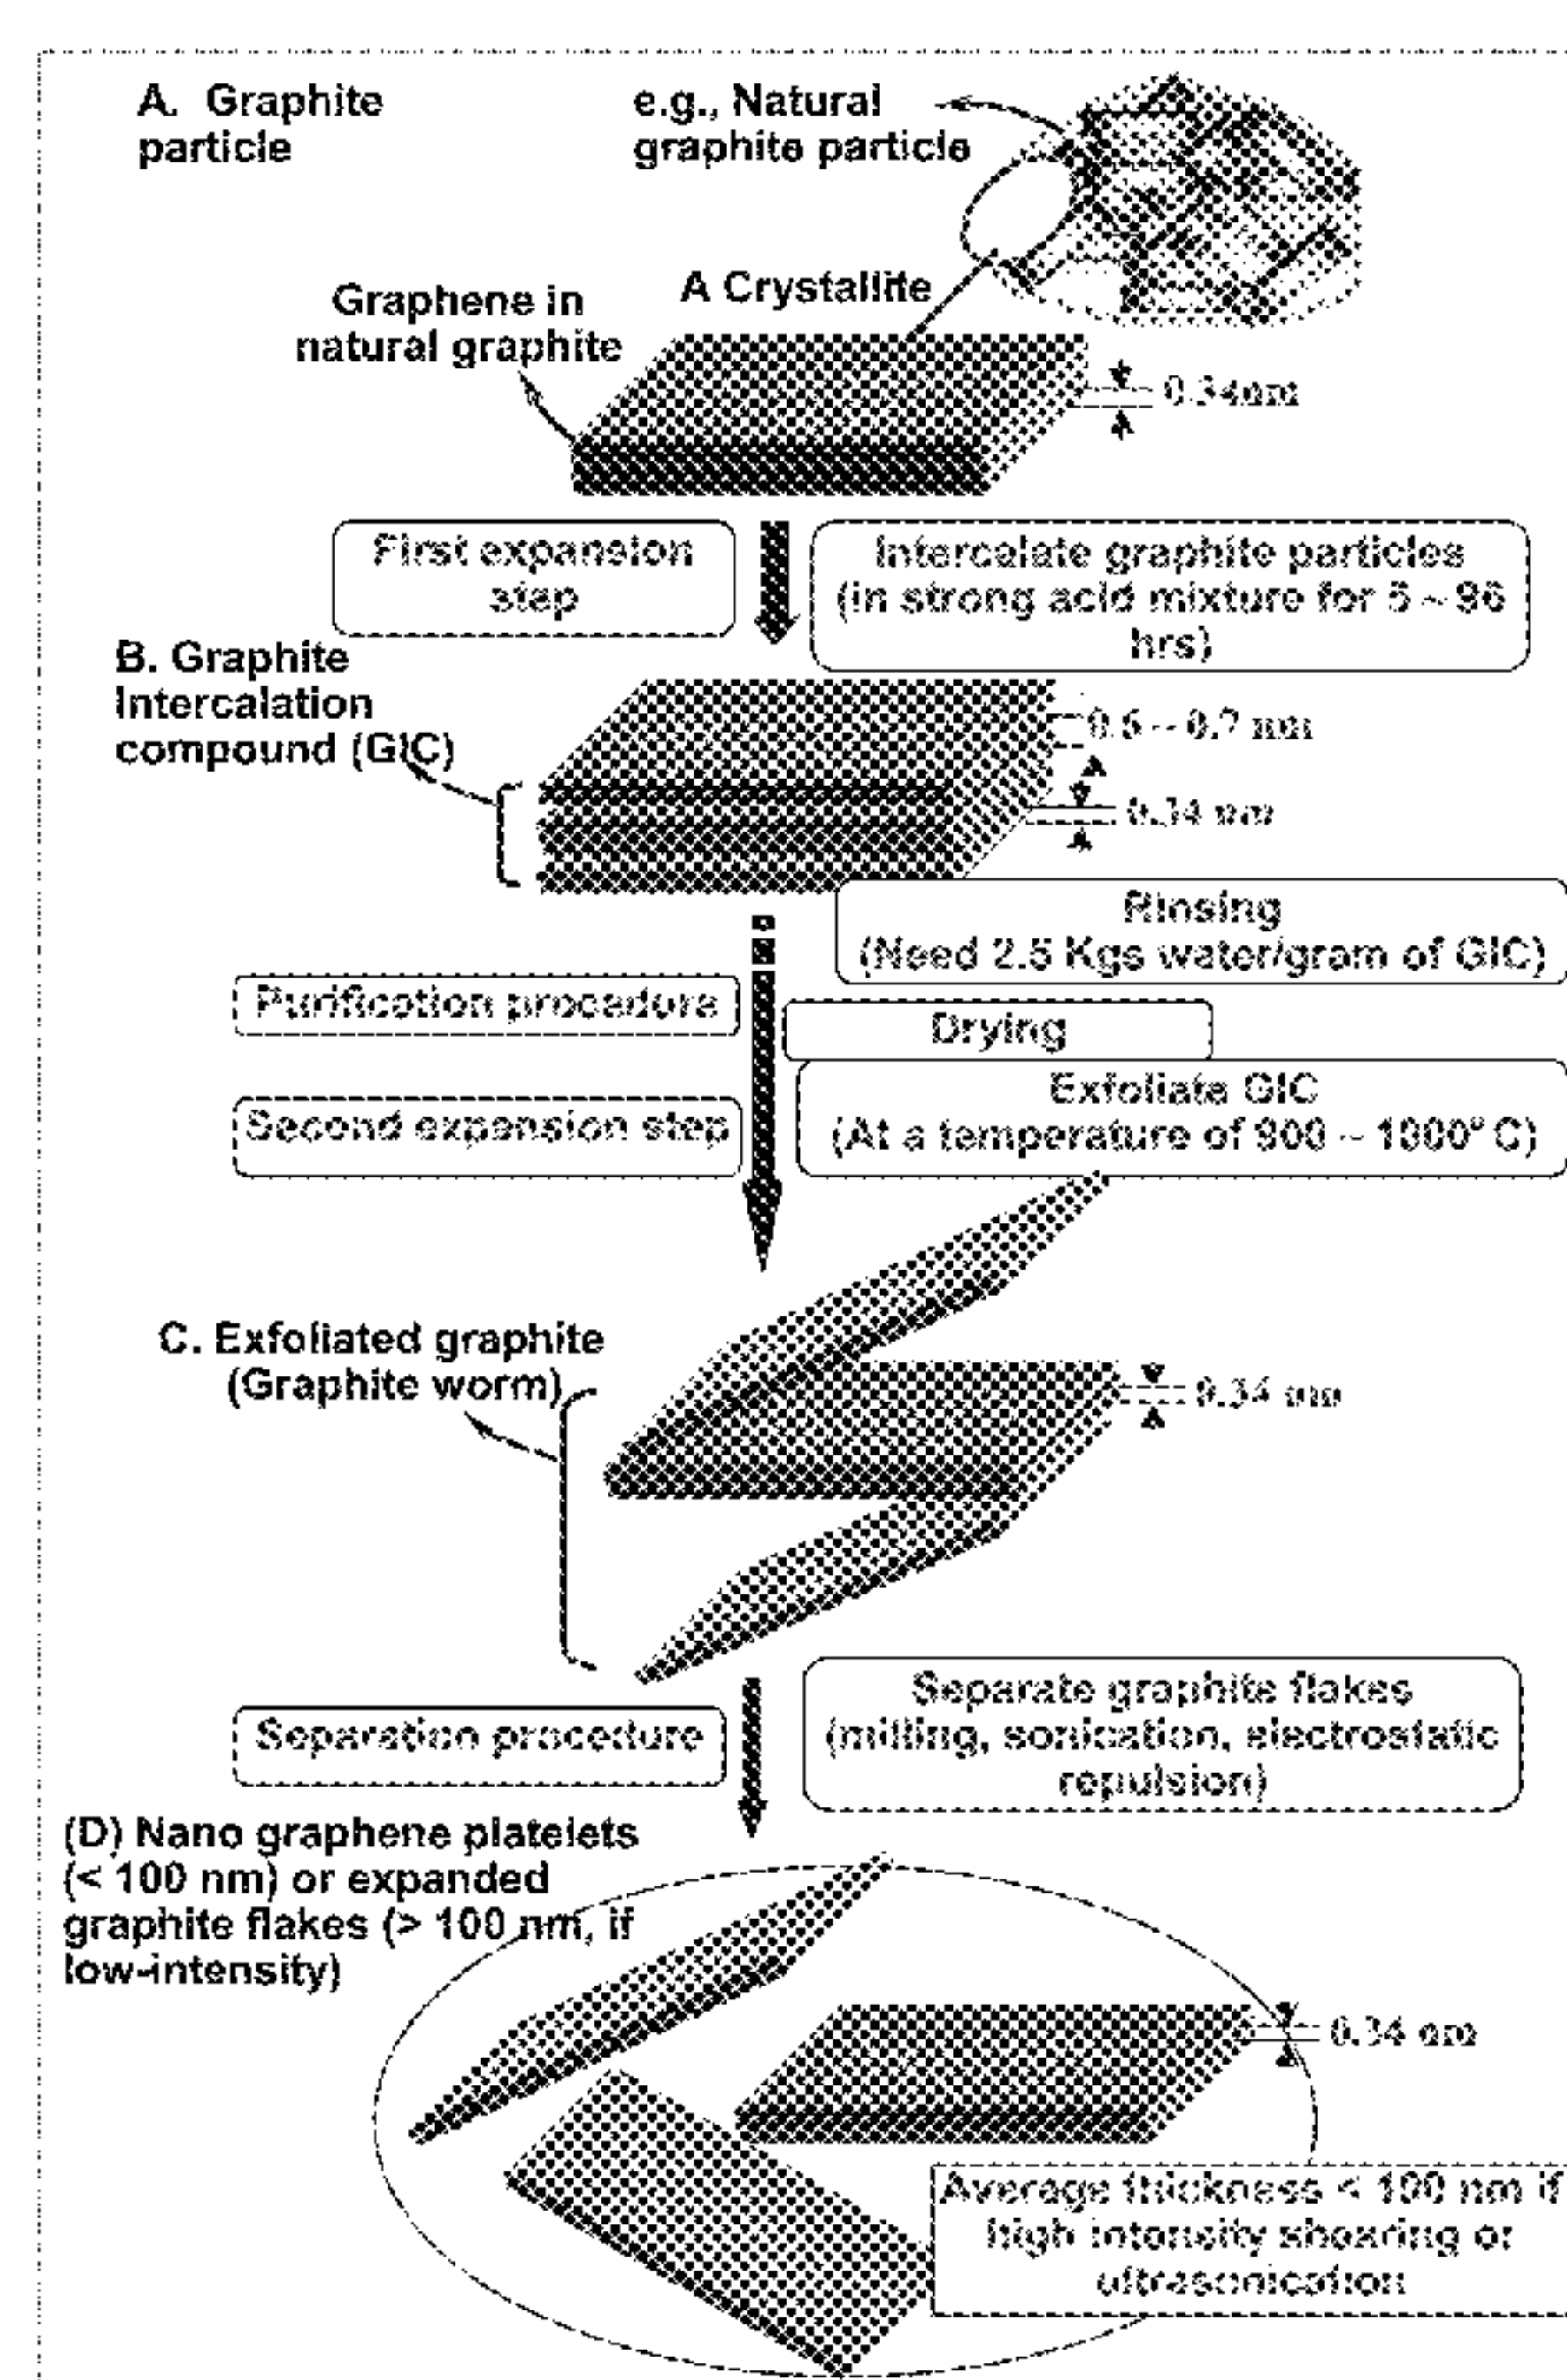 A. Graphite
particle
e.g., Natural
graphite particle
A Crystallite
Graphene in
natural graphite
0.34nm
First expansion
step
Intercalate graphite particles
(in strong acid mixture for 5 ~ 96
hrs)
B. Graphite
Intercalation
compound (GIC)
0.6 ~ 0.7 nm
0.34 nm
Rinsing
(Need 2.5 Kgs water/gram of GIC)
Purification procedure
Drying
Exfoliate GIC
(At a temperature of 900 ~ 1000° C)
Second expansion step
C. Exfoliated graphite
(Graphite worm)
0.34 nm
Separation procedure
Separate graphite flakes
(milling, sonication, electrostatic
repulsion)
(D) Nano graphene platelets
(< 100 nm) or expanded
graphite flakes (> 100 nm, if
low-intensity)
0.34 nm
Average thickness < 100 nm if
high intensity shearing or
ultrasonication